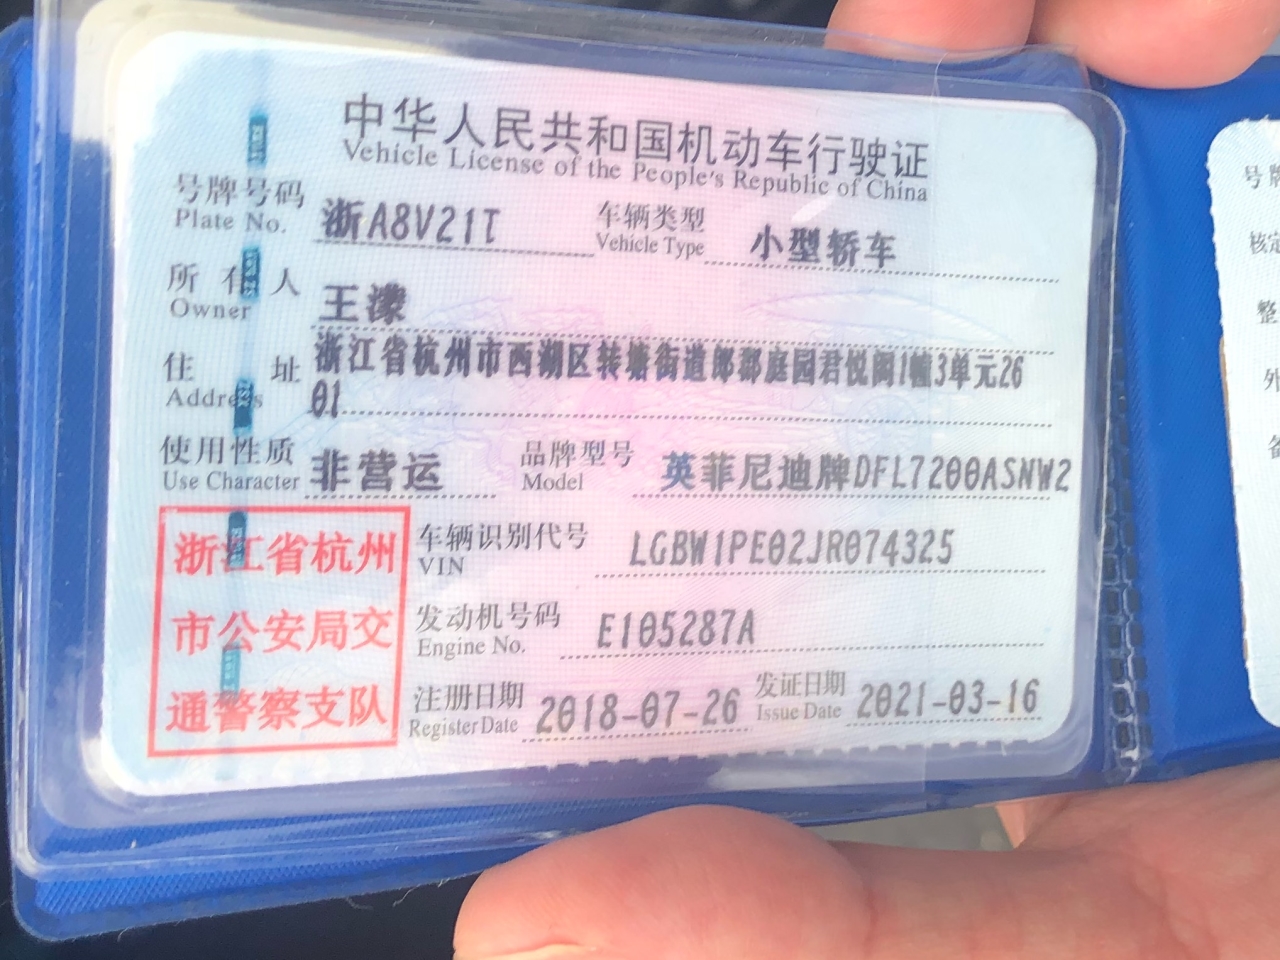 中华人民共和国机动车行驶证
Vehicle License of the People's Republic of China
号牌号码 浙A8V21T 车辆类型 小型轿车
Plate No. Vehicle Type
所有人 王濛
Owner
住址 浙江省杭州市西湖区转塘街道郎郡庭园君悦阁1幢3单元26
Address 01
使用性质 非营运 品牌型号 英菲尼迪牌DFL7200ASNW2
Use Character Model
浙江省杭州
市公安局交
通警察支队
车辆识别代号 LGBW1PE02JR074325
VIN
发动机号码 E105287A
Engine No.
注册日期 2018-07-26 发证日期 2021-03-16
Register Date Issue Date
号牌
核定
整
外
备